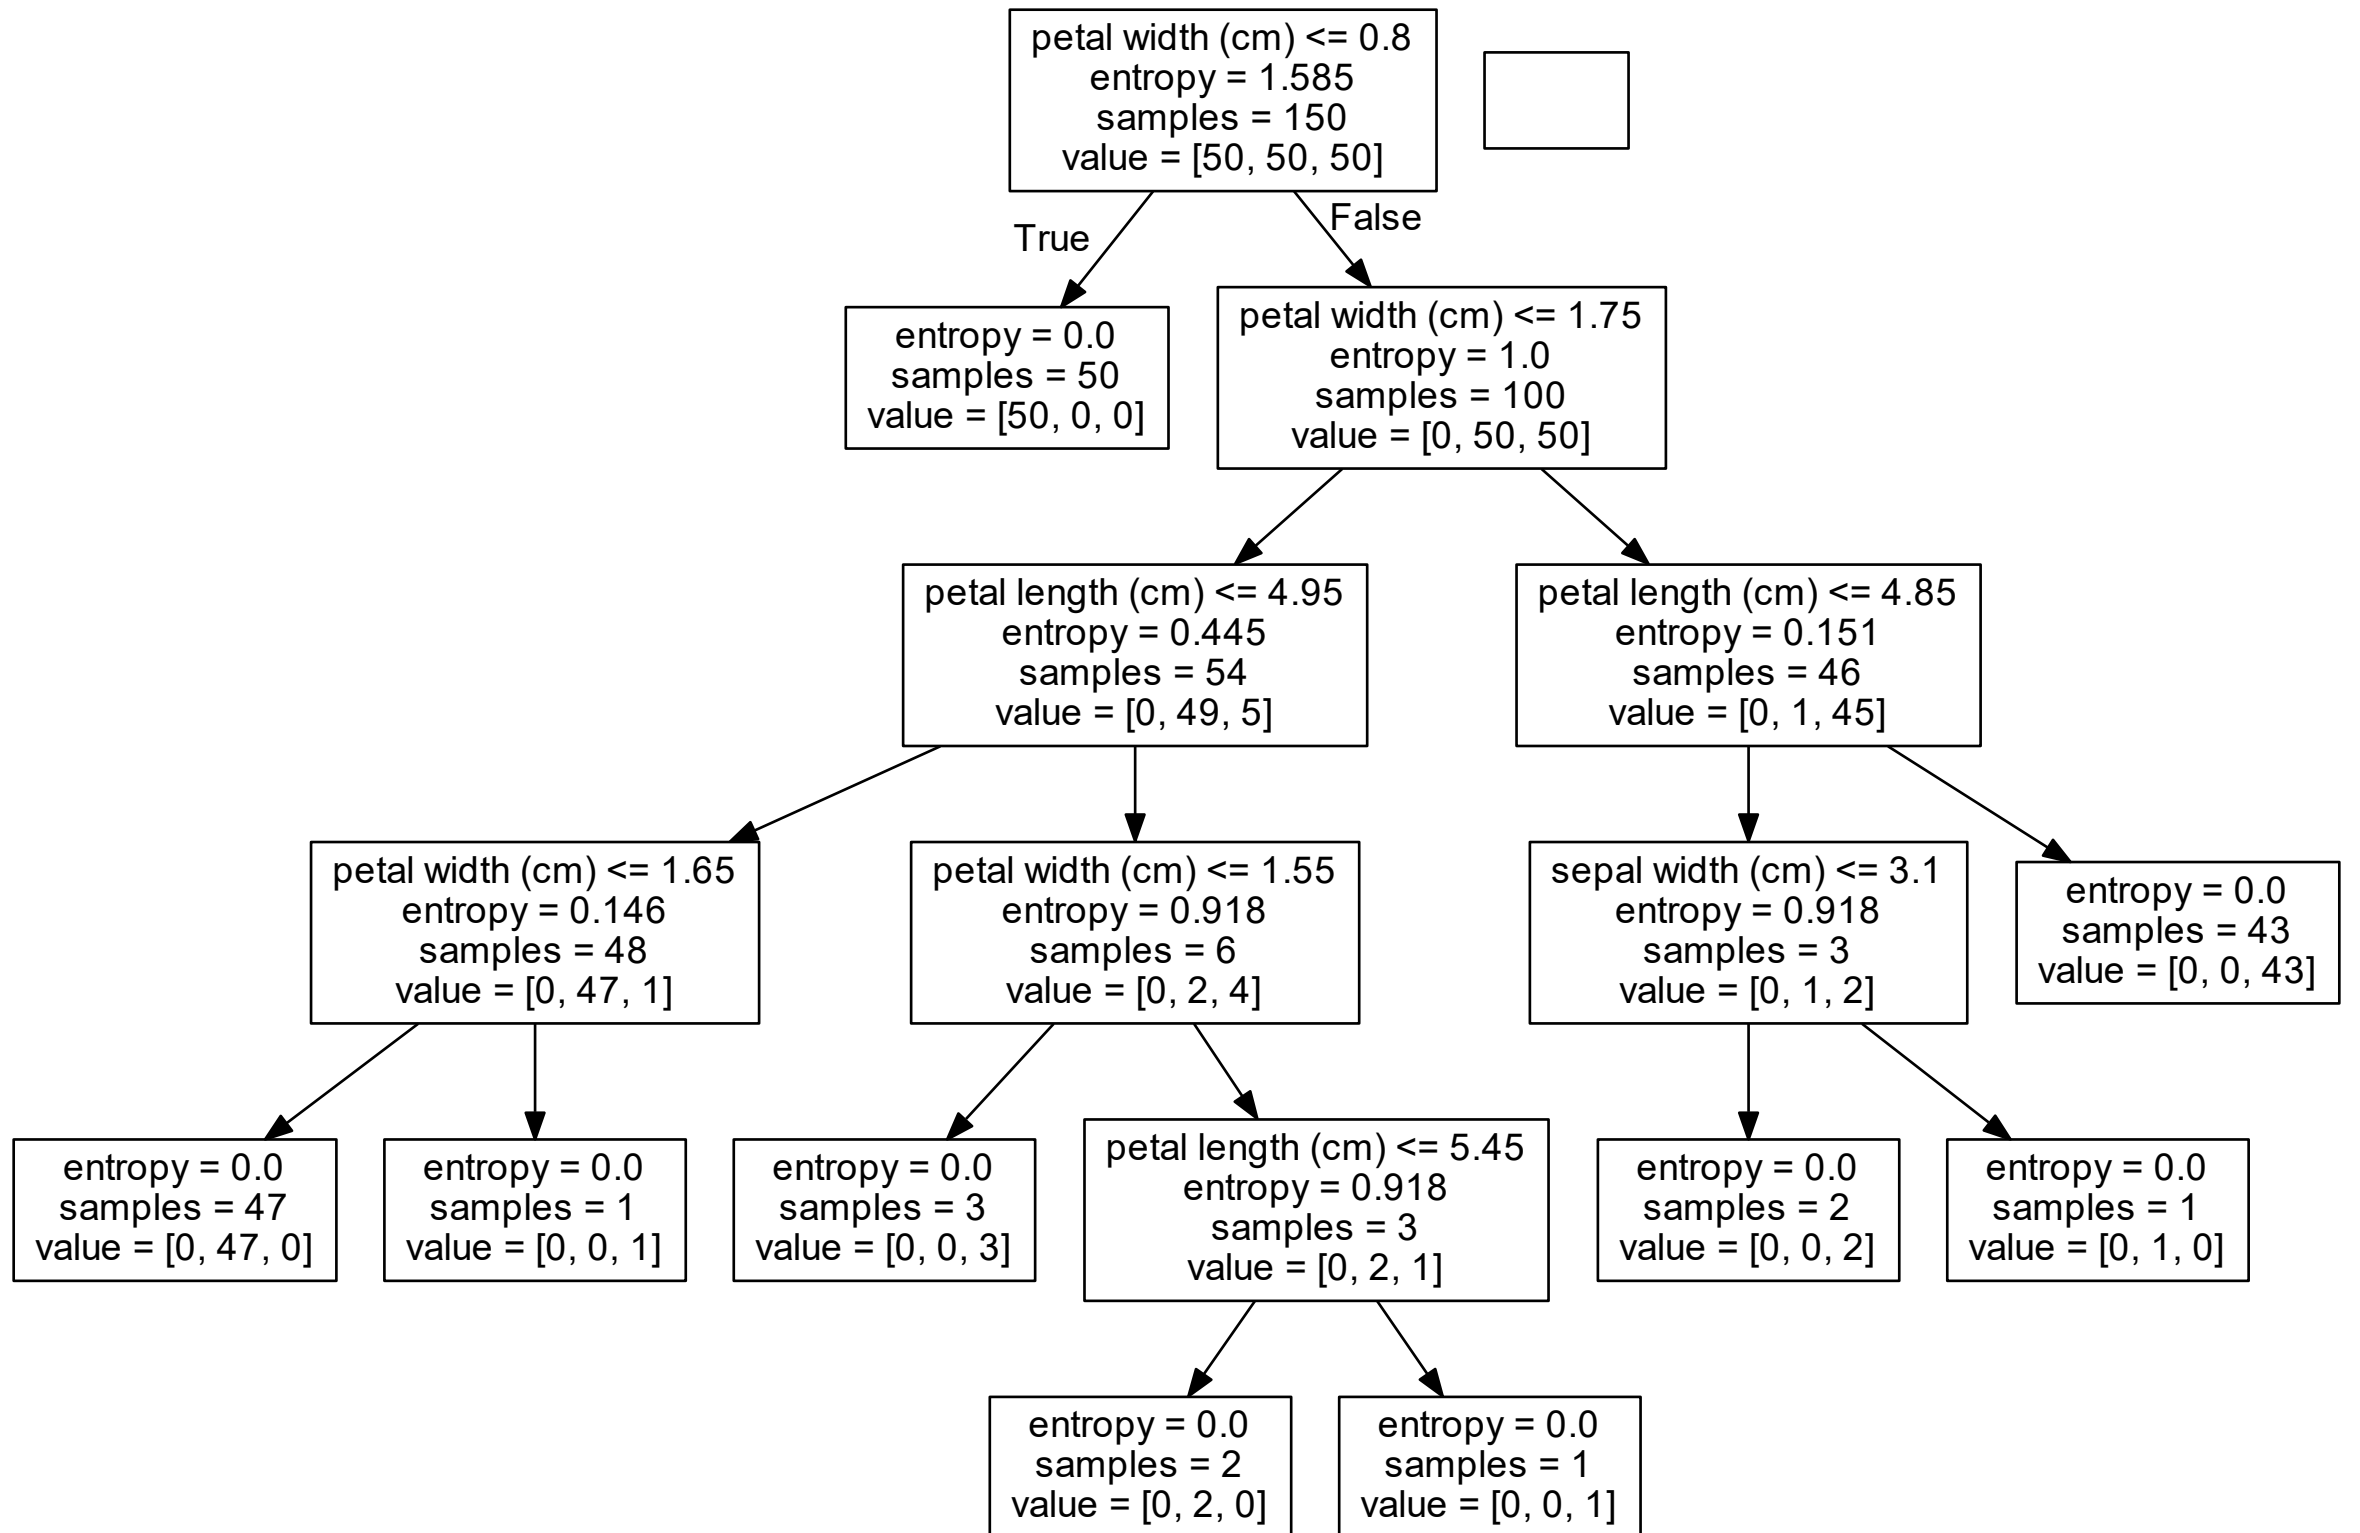 petal width (cm) <= 0.8
entropy = 1.585
samples = 150
value = [50, 50, 50]
True
False
entropy = 0.0
samples = 50
value = [50, 0, 0]
petal width (cm) <= 1.75
entropy = 1.0
samples = 100
value = [0, 50, 50]
petal length (cm) <= 4.95
entropy = 0.445
samples = 54
value = [0, 49, 5]
petal length (cm) <= 4.85
entropy = 0.151
samples = 46
value = [0, 1, 45]
petal width (cm) <= 1.65
entropy = 0.146
samples = 48
value = [0, 47, 1]
petal width (cm) <= 1.55
entropy = 0.918
samples = 6
value = [0, 2, 4]
sepal width (cm) <= 3.1
entropy = 0.918
samples = 3
value = [0, 1, 2]
entropy = 0.0
samples = 43
value = [0, 0, 43]
entropy = 0.0
samples = 47
value = [0, 47, 0]
entropy = 0.0
samples = 1
value = [0, 0, 1]
entropy = 0.0
samples = 3
value = [0, 0, 3]
petal length (cm) <= 5.45
entropy = 0.918
samples = 3
value = [0, 2, 1]
entropy = 0.0
samples = 2
value = [0, 0, 2]
entropy = 0.0
samples = 1
value = [0, 1, 0]
entropy = 0.0
samples = 2
value = [0, 2, 0]
entropy = 0.0
samples = 1
value = [0, 0, 1]